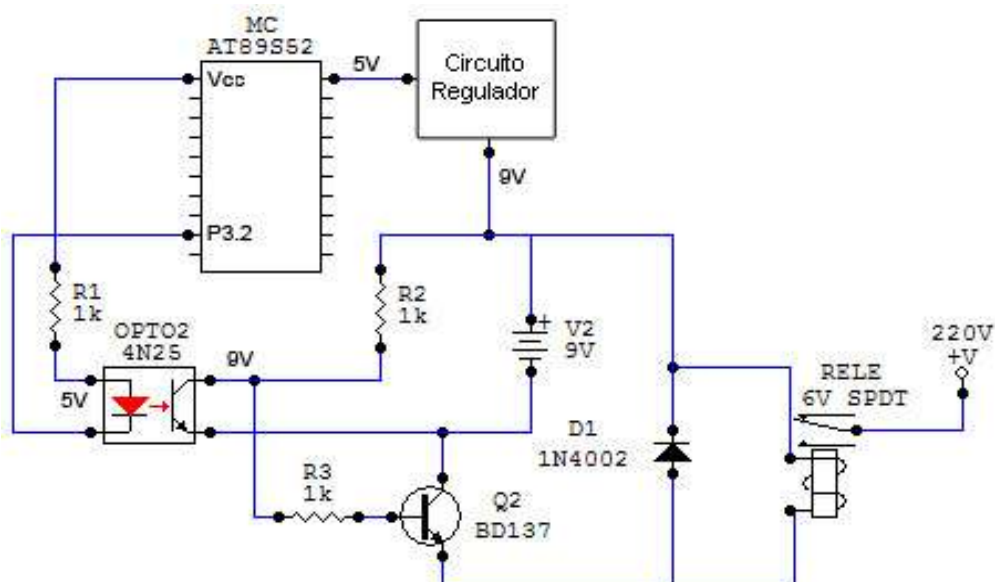 MC
AT89S52
Vcc
5V
Circuito
Regulador
9V
P3.2
R1
1k
R2
1k
OPTO2
4N25
9V
5V
+
V2
9V
220V
+V
RELE
6V SPDT
D1
1N4002
R3
1k
Q2
BD137